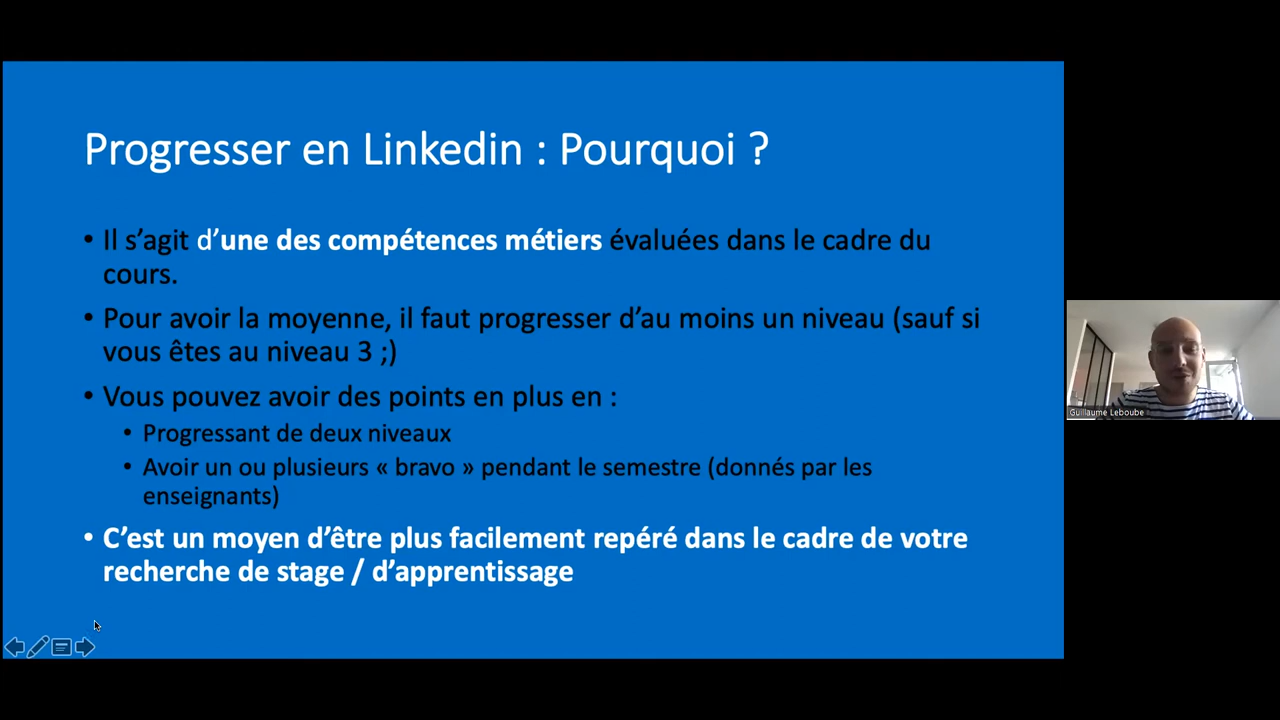 Progresser en Linkedin : Pourquoi ?
• Il s’agit d’une des compétences métiers évaluées dans le cadre du
cours.
• Pour avoir la moyenne, il faut progresser d’au moins un niveau (sauf si
vous êtes au niveau 3 ;)
• Vous pouvez avoir des points en plus en :
• Progressant de deux niveaux
• Avoir un ou plusieurs « bravo » pendant le semestre (donnés par les
enseignants)
• C’est un moyen d’être plus facilement repéré dans le cadre de votre
recherche de stage / d’apprentissage
Guillaume Leboube